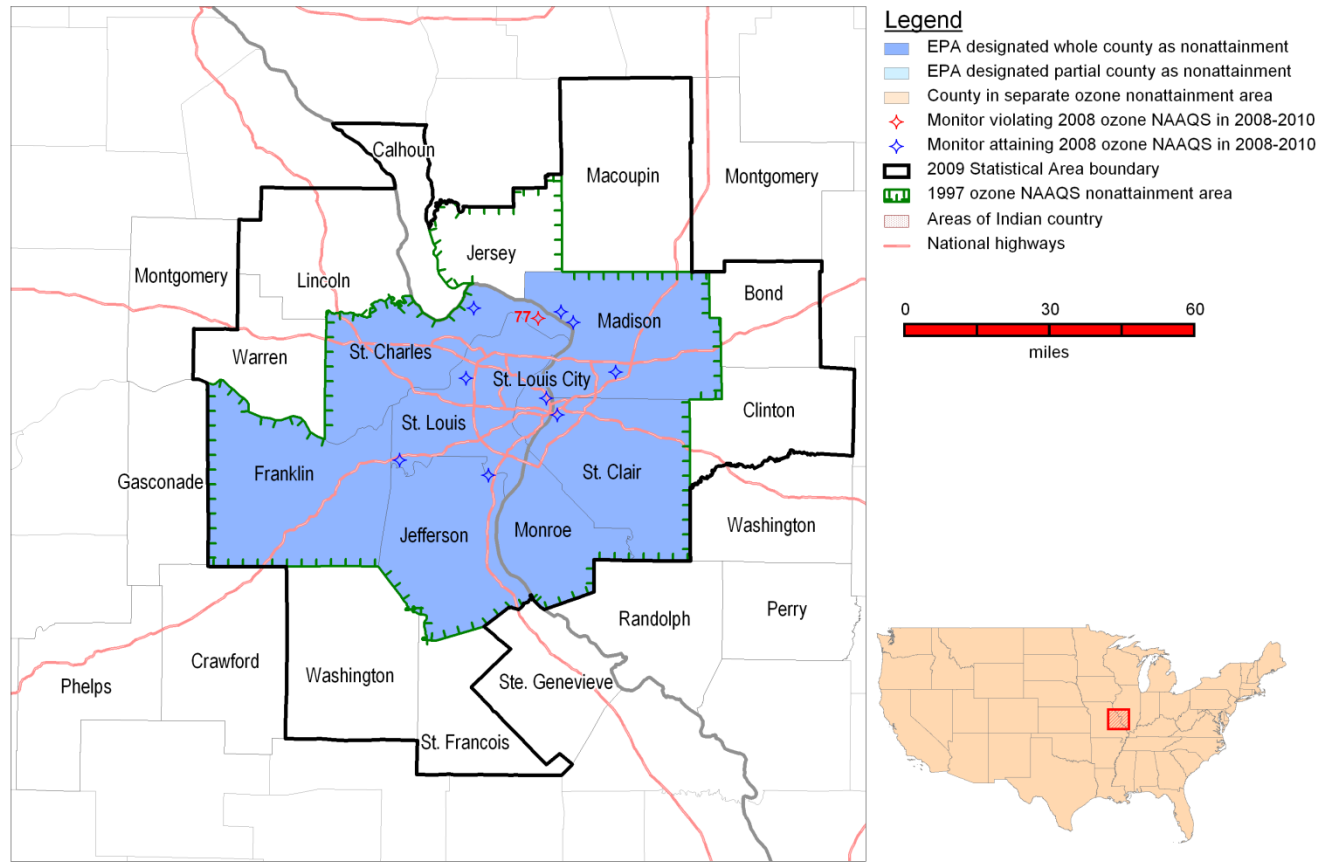 Calhoun
Macoupin
Montgomery
Jersey
Montgomery
Lincoln
Bond
77
Madison
Warren
St. Charles
St. Louis City
Clinton
St. Louis
Franklin
St. Clair
Gasconade
Washington
Jefferson
Monroe
Randolph
Perry
Crawford
Washington
Ste. Genevieve
Phelps
St. Francois
Legend
EPA designated whole county as nonattainment
EPA designated partial county as nonattainment
County in separate ozone nonattainment area
Monitor violating 2008 ozone NAAQS in 2008-2010
Monitor attaining 2008 ozone NAAQS in 2008-2010
2009 Statistical Area boundary
1997 ozone NAAQS nonattainment area
Areas of Indian country
National highways
0 30 60
miles